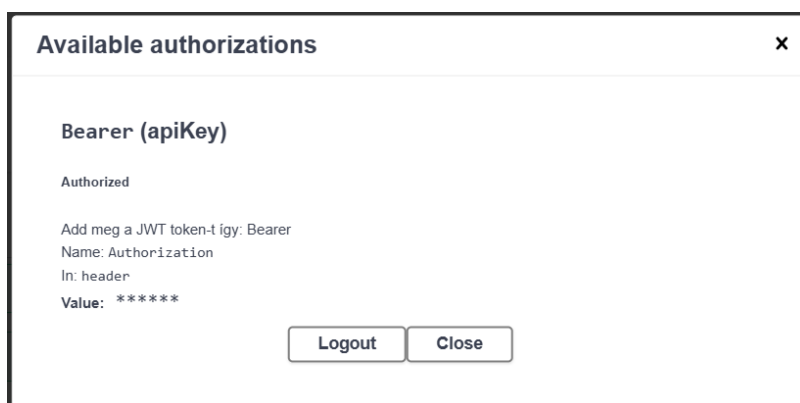 Available authorizations
Bearer (apiKey)
Authorized
Add meg a JWT token-t így: Bearer
Name: Authorization
In: header
Value: ******
Logout Close